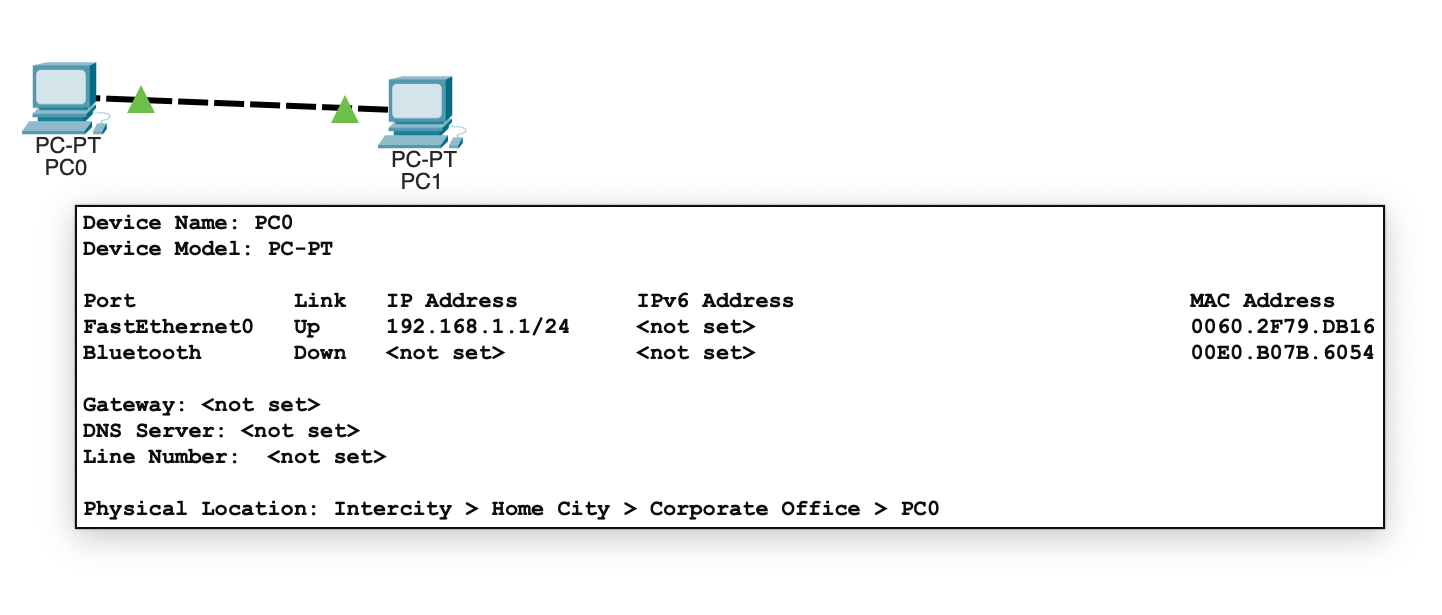 PC-PT
PC0
PC-PT
PC1
Device Name: PC0
Device Model: PC-PT
Port Link IP Address IPv6 Address MAC Address
FastEthernet0 Up 192.168.1.1/24 <not set> 0060.2F79.DB16
Bluetooth Down <not set> <not set> 00E0.B07B.6054
Gateway: <not set>
DNS Server: <not set>
Line Number: <not set>
Physical Location: Intercity > Home City > Corporate Office > PC0